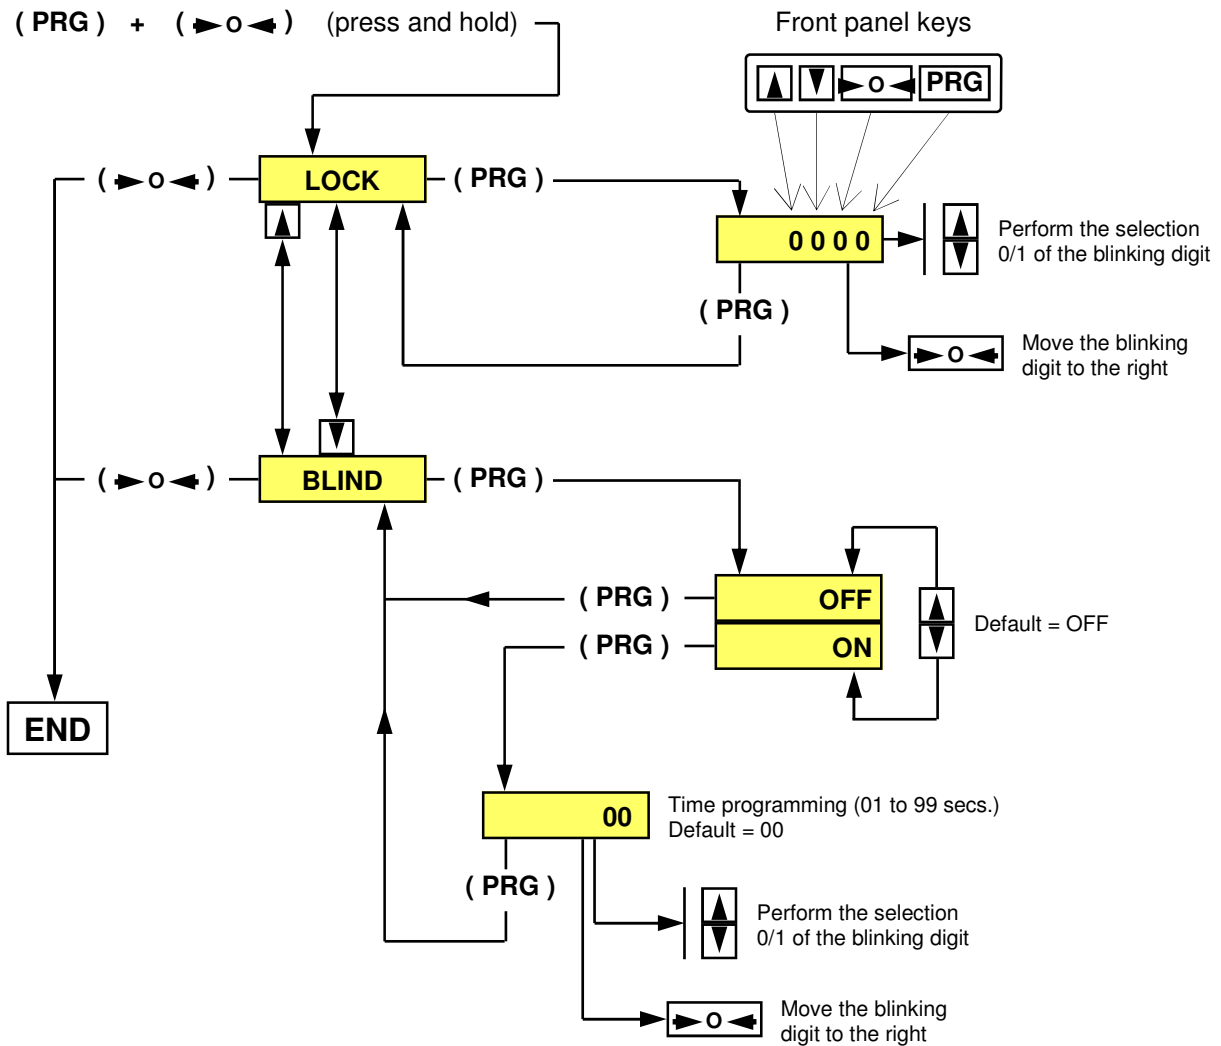 ( PRG ) + ( ►o◄ ) (press and hold)
Front panel keys
▲ ▼ ►o◄ PRG
( ►o◄ ) LOCK ( PRG )
▲
0 0 0 0
▲
▼
Perform the selection
0/1 of the blinking digit
( PRG )
►o◄
Move the blinking
digit to the right
▼
( ►o◄ ) BLIND ( PRG )
( PRG ) OFF
( PRG ) ON
▲
▼
Default = OFF
END
00
Time programming (01 to 99 secs.)
Default = 00
( PRG )
▲
▼
Perform the selection
0/1 of the blinking digit
►o◄
Move the blinking
digit to the right